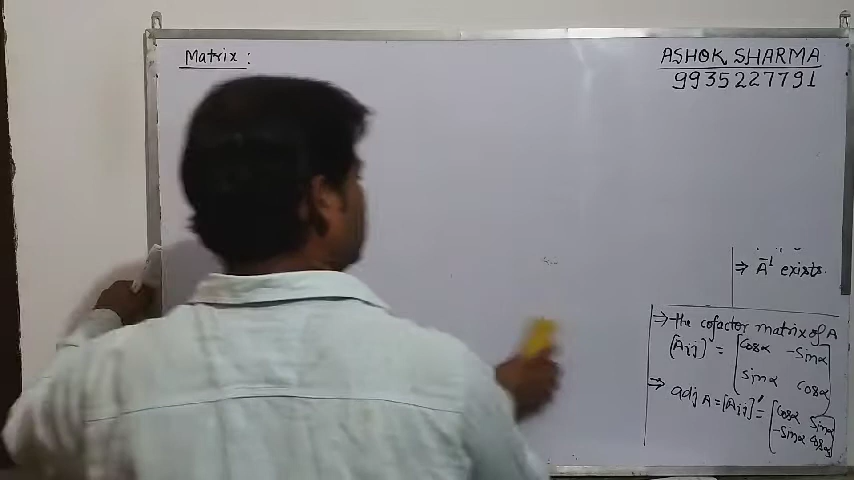 Matrix :
ASHOK SHARMA
9935227791
⇒ A⁻¹ exists.
⇒ the cofactor matrix of A
[Aij] = [cosα -sinα
sinα cosα]
⇒ adj A = [Aij]' = [cosα sinα
-sinα cosα]